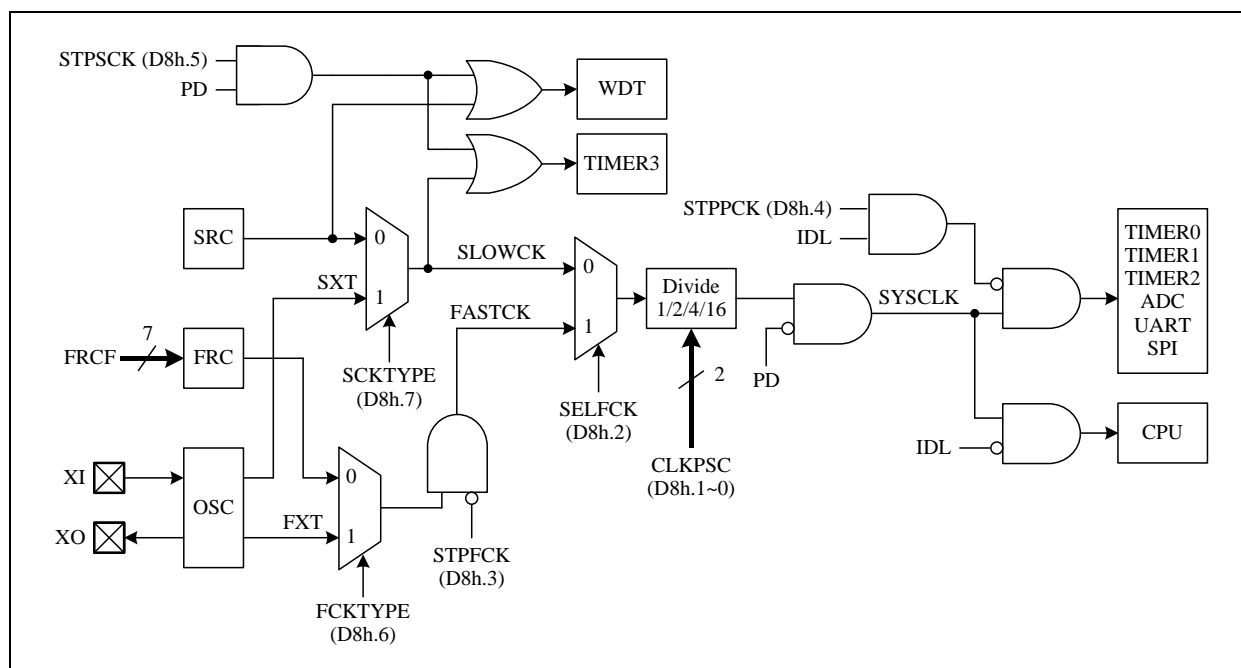 STPSCK (D8h.5)
PD
WDT
TIMER3
STPPCK (D8h.4)
IDL
TIMER0
TIMER1
TIMER2
ADC
UART
SPI
SRC
0
SXT
1
SLOWCK
0
FASTCK
1
Divide
1/2/4/16
SYSCLK
PD
7
FRCF
FRC
SCKTYPE
(D8h.7)
SELFCK
(D8h.2)
2
CLKPSC
(D8h.1~0)
IDL
CPU
XI
XO
OSC
0
FXT
1
STPFCK
(D8h.3)
FCKTYPE
(D8h.6)